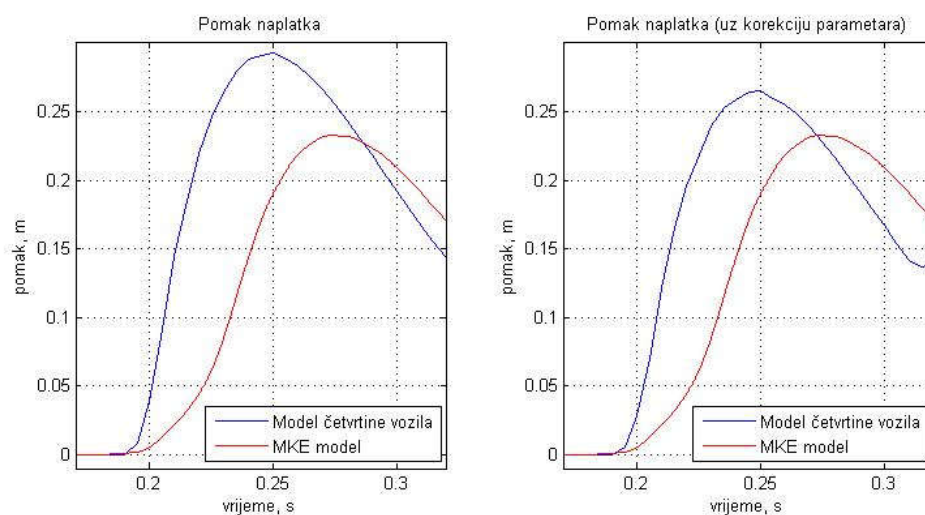 Pomak naplatka
0.25
0.2
0.15
0.1
0.05
0
pomak, m
Model četvrtine vozila
MKE model
0.2
0.25
0.3
vrijeme, s
Pomak naplatka (uz korekciju parametara)
0.25
0.2
0.15
0.1
0.05
0
pomak, m
Model četvrtine vozila
MKE model
0.2
0.25
0.3
vrijeme, s